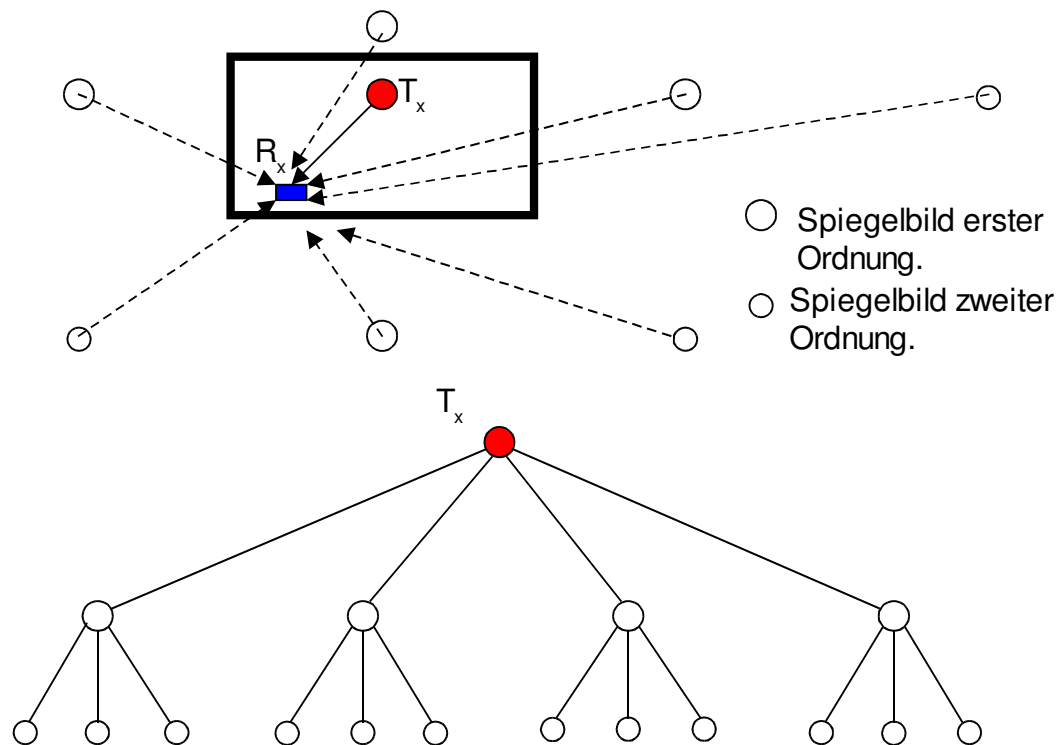 Tx
Rx
Spiegelbild erster
Ordnung.
Spiegelbild zweiter
Ordnung.
Tx